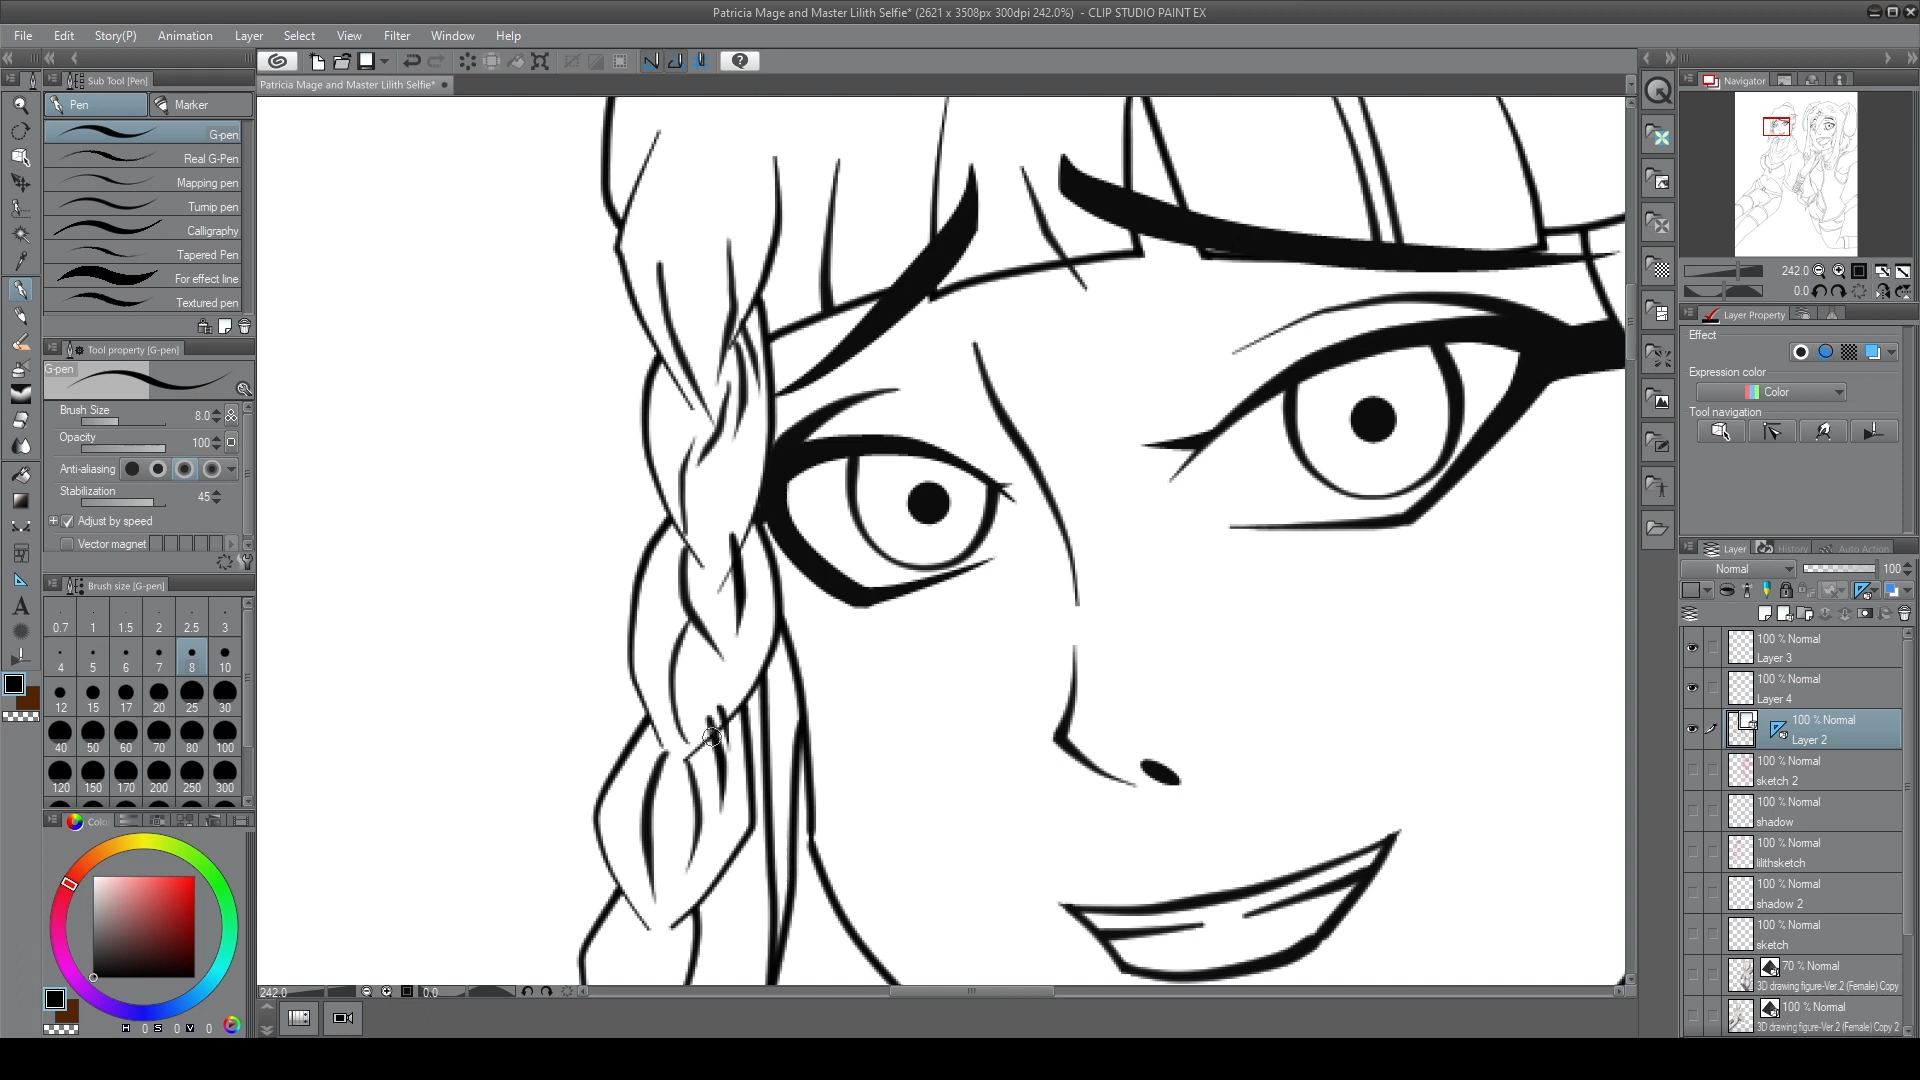 Patricia Mage and Master Lilith Selfie* (2621 x 3508px 300dpi 242.0%) - CLIP STUDIO PAINT EX
File Edit Story(P) Animation Layer Select View Filter Window Help
Patricia Mage and Master Lilith Selfie*
Sub Tool [Pen]
Pen Marker
G-pen
Real G-Pen
Mapping pen
Turnip pen
Calligraphy
Tapered Pen
For effect line
Textured pen
Tool property [G-pen]
G-pen
Brush Size 8.0
Opacity 100
Anti-aliasing
Stabilization 45
Adjust by speed
Vector magnet
Brush size [G-pen]
0.7 1 1.5 2 2.5 3
4 5 6 7 8 10
12 15 17 20 25 30
40 50 60 70 80 100
120 150 170 200 250 300
Color
H 0 S 0 V 0
242.0 0.0
Navigator
242.0
0.0
Layer Property
Effect
Expression color
Color
Tool navigation
Layer History Auto Action
Normal 100
100 % Normal
Layer 3
100 % Normal
Layer 4
100 % Normal
Layer 2
100 % Normal
sketch 2
100 % Normal
shadow
100 % Normal
lilithsketch
100 % Normal
shadow 2
100 % Normal
sketch
70 % Normal
3D drawing figure-Ver.2 (Female) Copy
100 % Normal
3D drawing figure-Ver.2 (Female) Copy 2